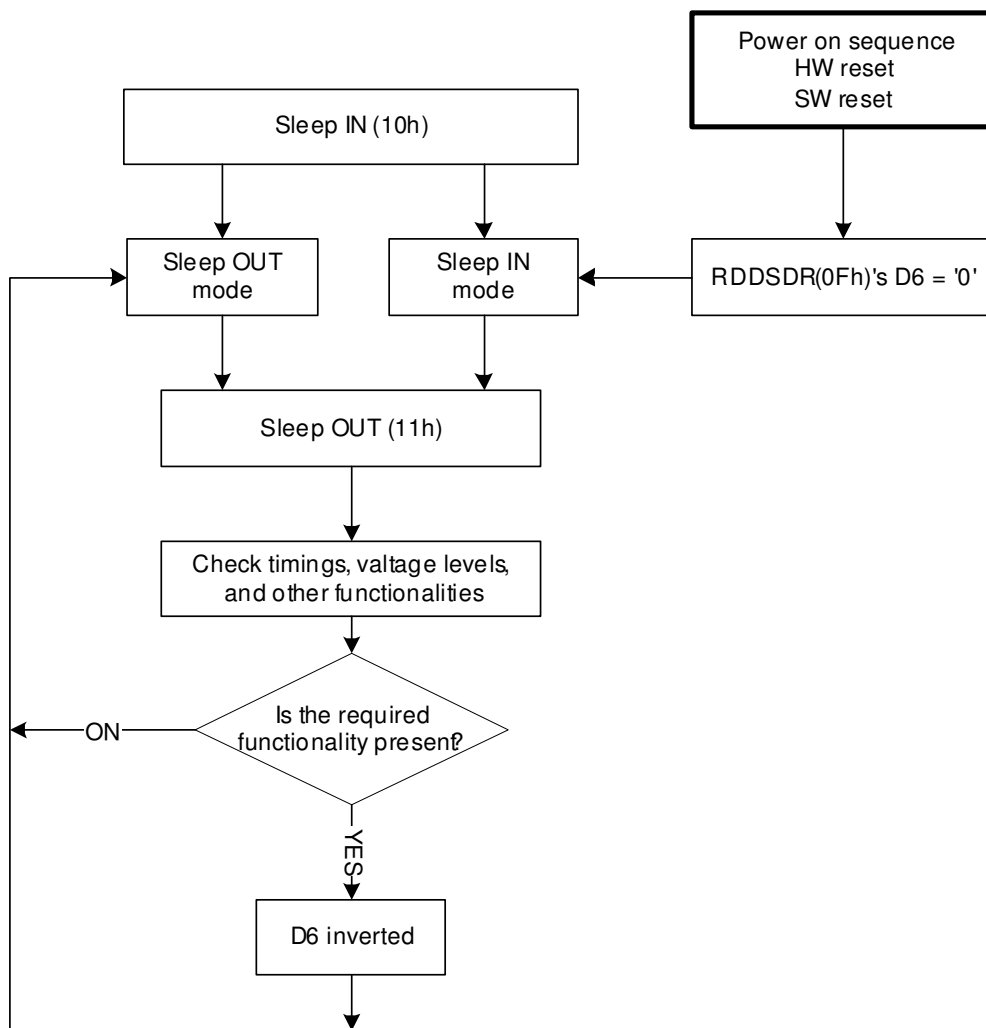 Power on sequence
HW reset
SW reset
Sleep IN (10h)
Sleep OUT
mode
Sleep IN
mode
RDDSDR(0Fh)'s D6 = '0'
Sleep OUT (11h)
Check timings, valtage levels,
and other functionalities
Is the required
functionality present?
ON
YES
D6 inverted